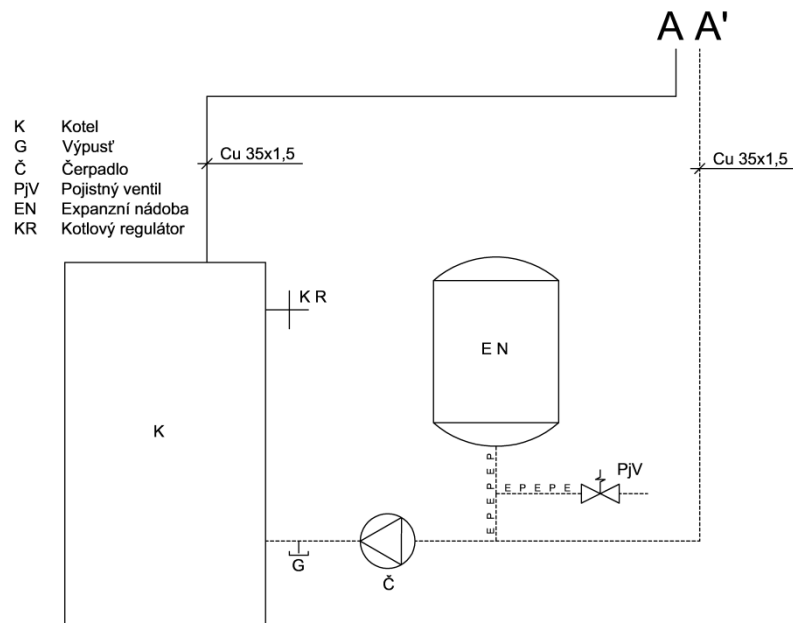 A A'
K Kotel
G Výpusť
Č Čerpadlo
PjV Pojistný ventil
EN Expanzní nádoba
KR Kotlový regulátor
Cu 35x1,5
Cu 35x1,5
K R
E N
K
PjV
E P E P E
E P E P E P
G
Č